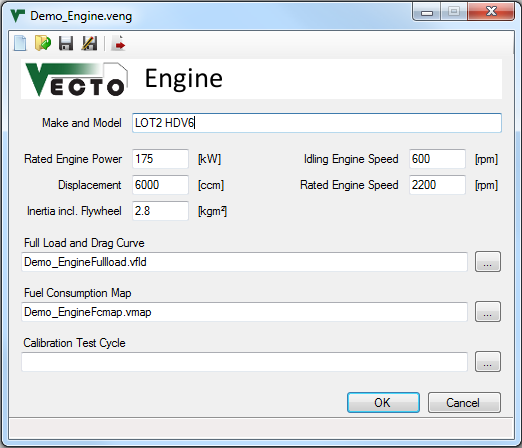 Demo_Engine.veng
VECTO Engine
Make and Model LOT2 HDV6
Rated Engine Power 175 [kW] Idling Engine Speed 600 [rpm]
Displacement 6000 [ccm] Rated Engine Speed 2200 [rpm]
Inertia incl. Flywheel 2.8 [kgm²]
Full Load and Drag Curve
Demo_EngineFullload.vfld ...
Fuel Consumption Map
Demo_EngineFcmap.vmap ...
Calibration Test Cycle
...
OK Cancel